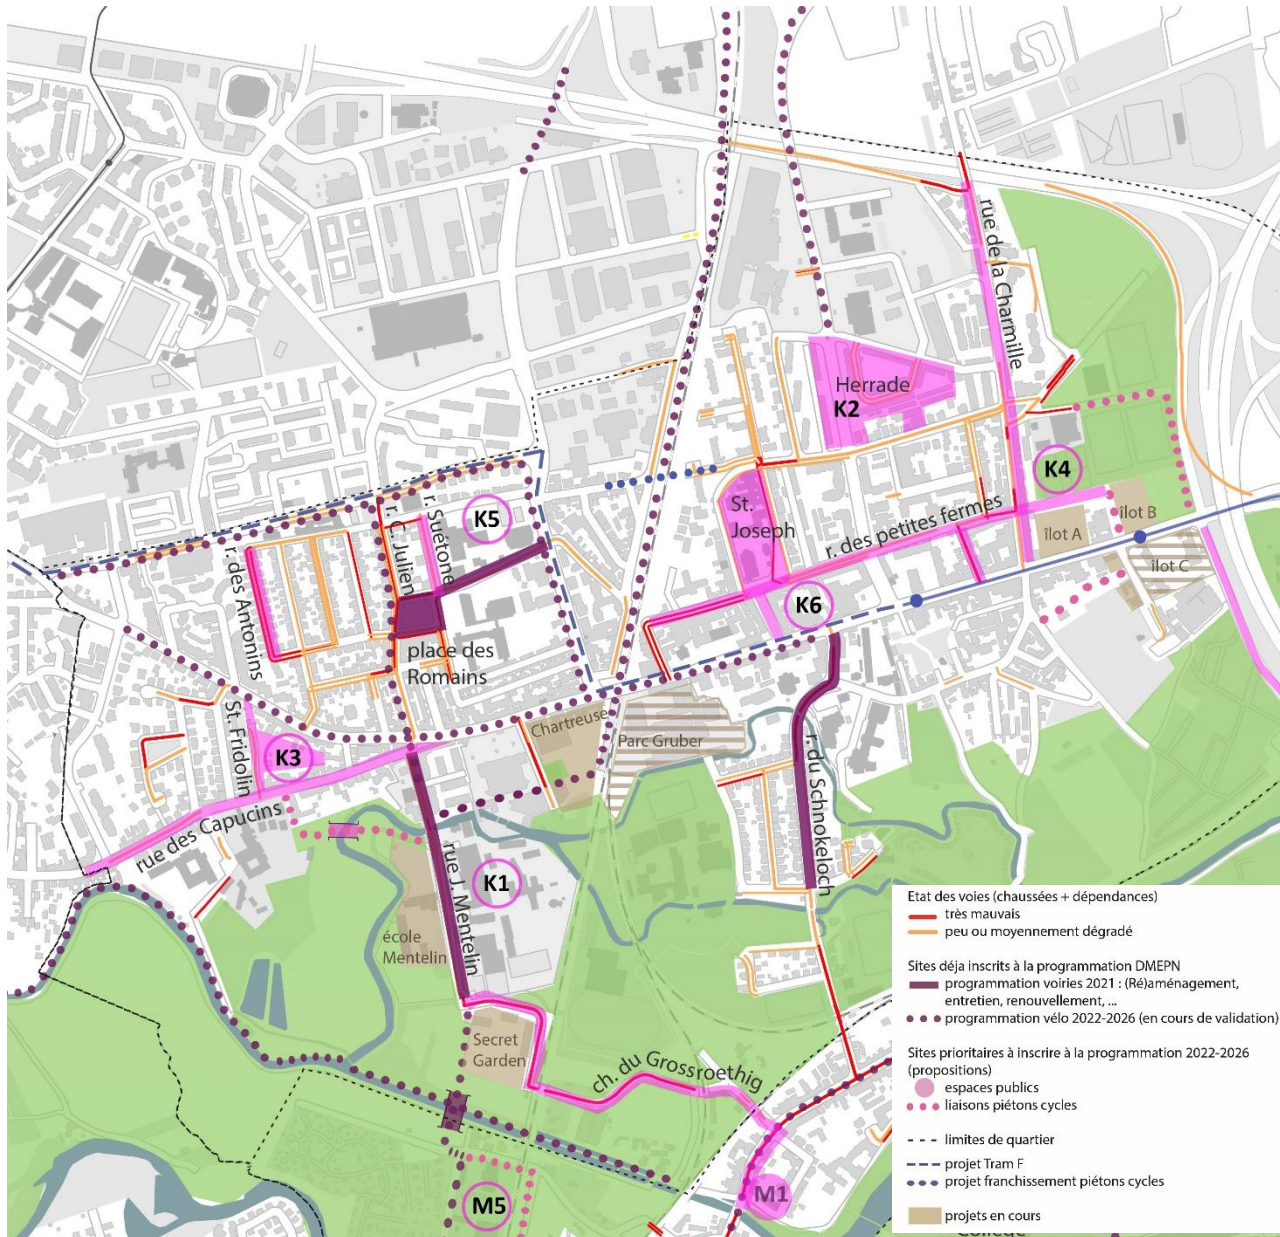 rue de la Charmille
Herrade
K2
K4
r. Suétone
K5
r. C. Julien
St.
Joseph
r. des petites fermes
îlot A
îlot B
îlot C
r. des Antonins
K6
place des
Romains
St. Fridolin
K3
Chartreuse
Parc Gruber
r. du Schnokeloch
rue des Capucins
rue J. Mentelin
K1
école
Mentelin
Secret
Garden
ch. du Grossroethig
M1
M5
Etat des voies (chaussées + dépendances)
très mauvais
peu ou moyennement dégradé
Sites déja inscrits à la programmation DMEPN
programmation voiries 2021 : (Ré)aménagement,
entretien, renouvellement, ...
programmation vélo 2022-2026 (en cours de validation)
Sites prioritaires à inscrire à la programmation 2022-2026
(propositions)
espaces publics
liaisons piétons cycles
limites de quartier
projet Tram F
projet franchissement piétons cycles
projets en cours